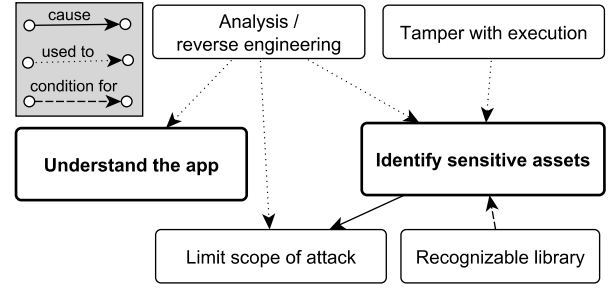 cause
used to
condition for
Analysis /
reverse engineering
Tamper with execution
Understand the app
Identify sensitive assets
Limit scope of attack
Recognizable library